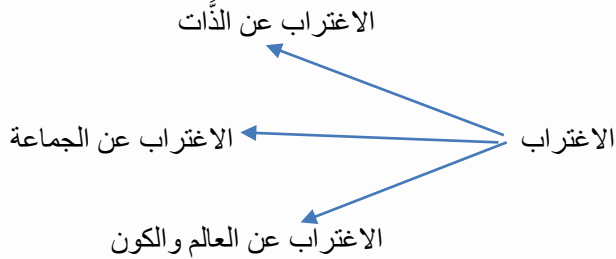 الاغتراب عن الذَّات
الاغتراب
الاغتراب عن الجماعة
الاغتراب عن العالم والكون